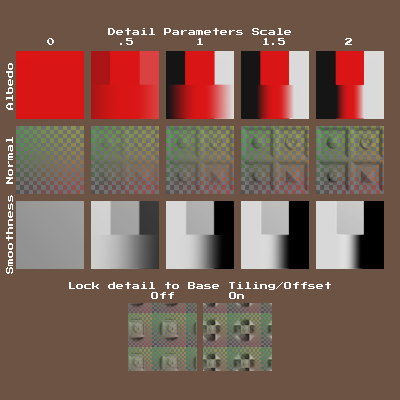 Detail Parameters Scale
0 .5 1 1.5 2
Albedo
Normal
Smoothness
Lock detail to Base Tiling/Offset
Off On